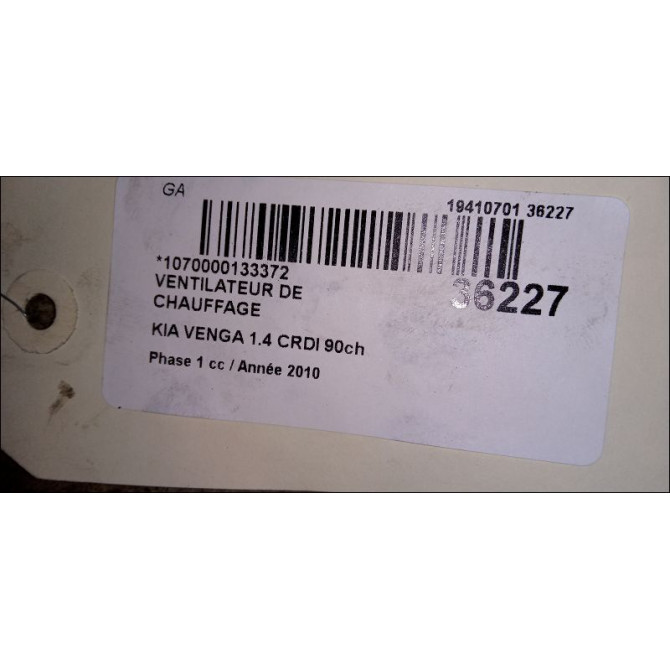 GA
19410701 36227
*1070000133372
36227
VENTILATEUR DE
CHAUFFAGE
KIA VENGA 1.4 CRDI 90ch
Phase 1 cc / Année 2010